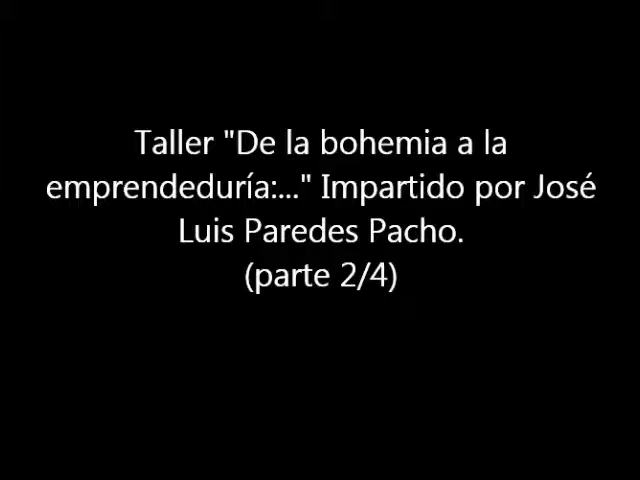 Taller "De la bohemia a la
emprendeduría:..." Impartido por José
Luis Paredes Pacho.
(parte 2/4)